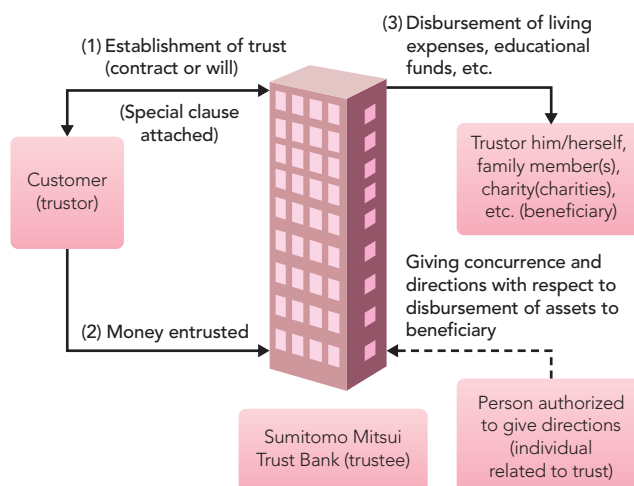 (1) Establishment of trust
(contract or will)
(Special clause
attached)
Customer
(trustor)
(2) Money entrusted
(3) Disbursement of living
expenses, educational
funds, etc.
Trustor him/herself,
family member(s),
charity(charities),
etc. (beneficiary)
Giving concurrence and
directions with respect to
disbursement of assets to
beneficiary
Sumitomo Mitsui
Trust Bank (trustee)
Person authorized
to give directions
(individual
related to trust)